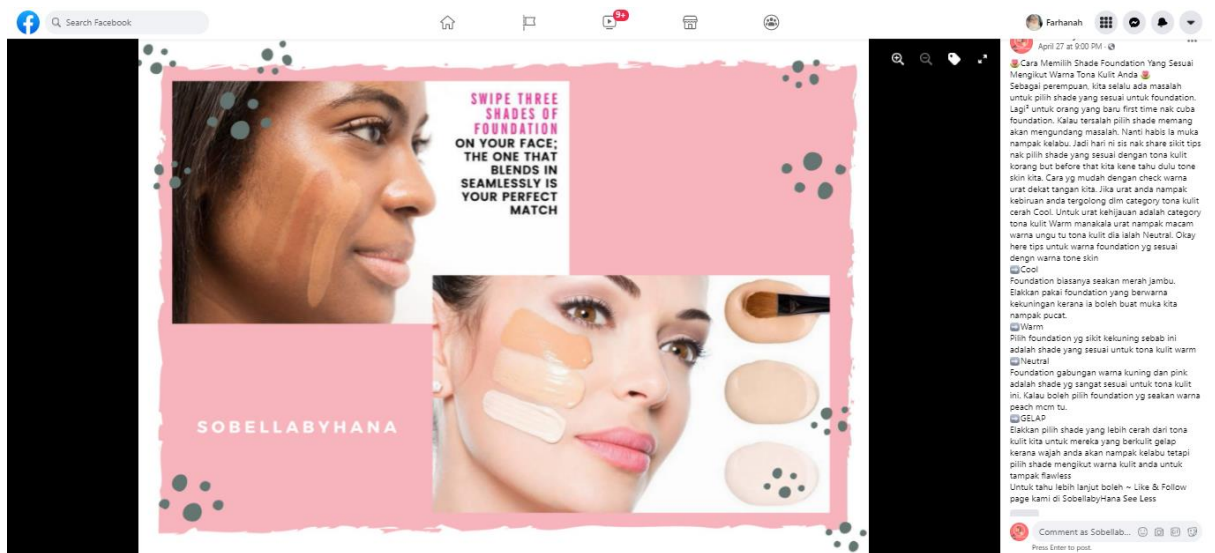 Search Facebook
9+
Farhanah
SWIPE THREE
SHADES OF
FOUNDATION
ON YOUR FACE;
THE ONE THAT
BLENDS IN
SEAMLESSLY IS
YOUR PERFECT
MATCH
SOBELLABYHANA
April 27 at 9:00 PM ·
Cara Memilih Shade Foundation Yang Sesuai
Mengikut Warna Tona Kulit Anda
Sebagai perempuan, kita selalu ada masalah
untuk pilih shade yang sesuai untuk foundation.
Lagi² untuk orang yang baru first time nak cuba
foundation. Kalau tersalah pilih shade memang
akan mengundang masalah. Nanti habis la muka
nampak kelabu. Jadi hari ni sis nak share sikit tips
nak pilih shade yang sesuai dengan tona kulit
korang but before that kita kene tahu dulu tone
skin kita. Cara yg mudah dengan check warna
urat dekat tangan kita. Jika urat anda nampak
kebiruan anda tergolong dlm category tona kulit
cerah Cool. Untuk urat kehijauan adalah category
tona kulit Warm manakala urat nampak macam
warna ungu tu tona kulit dia ialah Neutral. Okay
here tips untuk warna foundation yg sesuai
dengn warna tone skin
➡Cool
Foundation biasanya seakan merah jambu.
Elakkan pakai foundation yang berwarna
kekuningan kerana ia boleh buat muka kita
nampak pucat.
➡Warm
Pilih foundation yg sikit kekuning sebab ini
adalah shade yang sesuai untuk tona kulit warm
➡Neutral
Foundation gabungan warna kuning dan pink
adalah shade yg sangat sesuai untuk tona kulit
ini. Kalau boleh pilih foundation yg seakan warna
peach mcm tu.
➡GELAP
Elakkan pilih shade yang lebih cerah dari tona
kulit kita untuk mereka yang berkulit gelap
kerana wajah anda akan nampak kelabu tetapi
pilih shade mengikut warna kulit anda untuk
tampak flawless
Untuk tahu lebih lanjut boleh ~ Like & Follow
page kami di SobellabyHana See Less
Comment as Sobellab...
Press Enter to post.